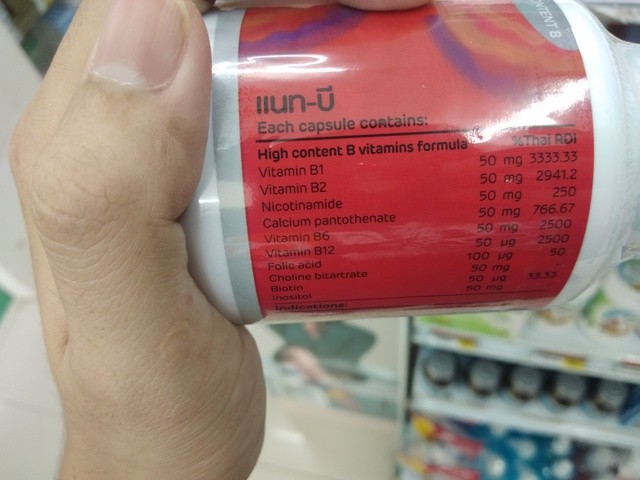 CONTENT B
แนท-บี
Each capsule contains:
%Thai RDI
High content B vitamins formula
Vitamin B1 50 mg 3333.33
Vitamin B2 50 mg 2941.2
Nicotinamide 50 mg 250
Calcium pantothenate 50 mg 766.67
Vitamin B6 50 mg 2500
Vitamin B12 50 µg 2500
Folic acid 100 µg 50
Choline bitartrate 50 mg
Biotin 50 µg 33.33
Inositol 50 mg
Indications: